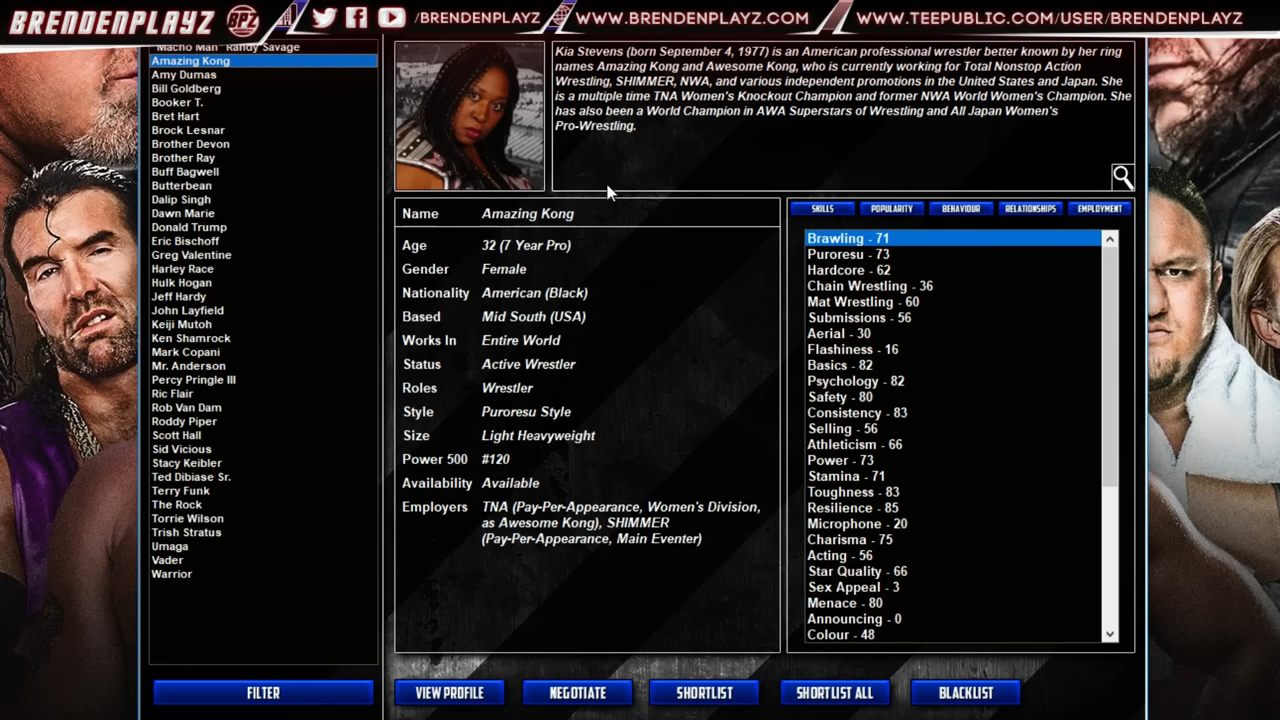 BRENDENPLAYZ BPZ /BRENDENPLAYZ WWW.BRENDENPLAYZ.COM WWW.TEEPUBLIC.COM/USER/BRENDENPLAYZ
"Macho Man" Randy Savage
Amazing Kong
Amy Dumas
Bill Goldberg
Booker T.
Bret Hart
Brock Lesnar
Brother Devon
Brother Ray
Buff Bagwell
Butterbean
Dalip Singh
Dawn Marie
Donald Trump
Eric Bischoff
Greg Valentine
Harley Race
Hulk Hogan
Jeff Hardy
John Layfield
Keiji Mutoh
Ken Shamrock
Mark Copani
Mr. Anderson
Percy Pringle III
Ric Flair
Rob Van Dam
Roddy Piper
Scott Hall
Sid Vicious
Stacy Keibler
Ted Dibiase Sr.
Terry Funk
The Rock
Torrie Wilson
Trish Stratus
Umaga
Vader
Warrior
FILTER
Kia Stevens (born September 4, 1977) is an American professional wrestler better known by her ring
names Amazing Kong and Awesome Kong, who is currently working for Total Nonstop Action
Wrestling, SHIMMER, NWA, and various independent promotions in the United States and Japan. She
is a multiple time TNA Women's Knockout Champion and former NWA World Women's Champion. She
has also been a World Champion in AWA Superstars of Wrestling and All Japan Women's
Pro-Wrestling.
Name Amazing Kong
Age 32 (7 Year Pro)
Gender Female
Nationality American (Black)
Based Mid South (USA)
Works In Entire World
Status Active Wrestler
Roles Wrestler
Style Puroresu Style
Size Light Heavyweight
Power 500 #120
Availability Available
Employers TNA (Pay-Per-Appearance, Women's Division,
as Awesome Kong), SHIMMER
(Pay-Per-Appearance, Main Eventer)
SKILLS POPULARITY BEHAVIOUR RELATIONSHIPS EMPLOYMENT
Brawling - 71
Puroresu - 73
Hardcore - 62
Chain Wrestling - 36
Mat Wrestling - 60
Submissions - 56
Aerial - 30
Flashiness - 16
Basics - 82
Psychology - 82
Safety - 80
Consistency - 83
Selling - 56
Athleticism - 66
Power - 73
Stamina - 71
Toughness - 83
Resilience - 85
Microphone - 20
Charisma - 75
Acting - 56
Star Quality - 66
Sex Appeal - 3
Menace - 80
Announcing - 0
Colour - 48
VIEW PROFILE NEGOTIATE SHORTLIST SHORTLIST ALL BLACKLIST